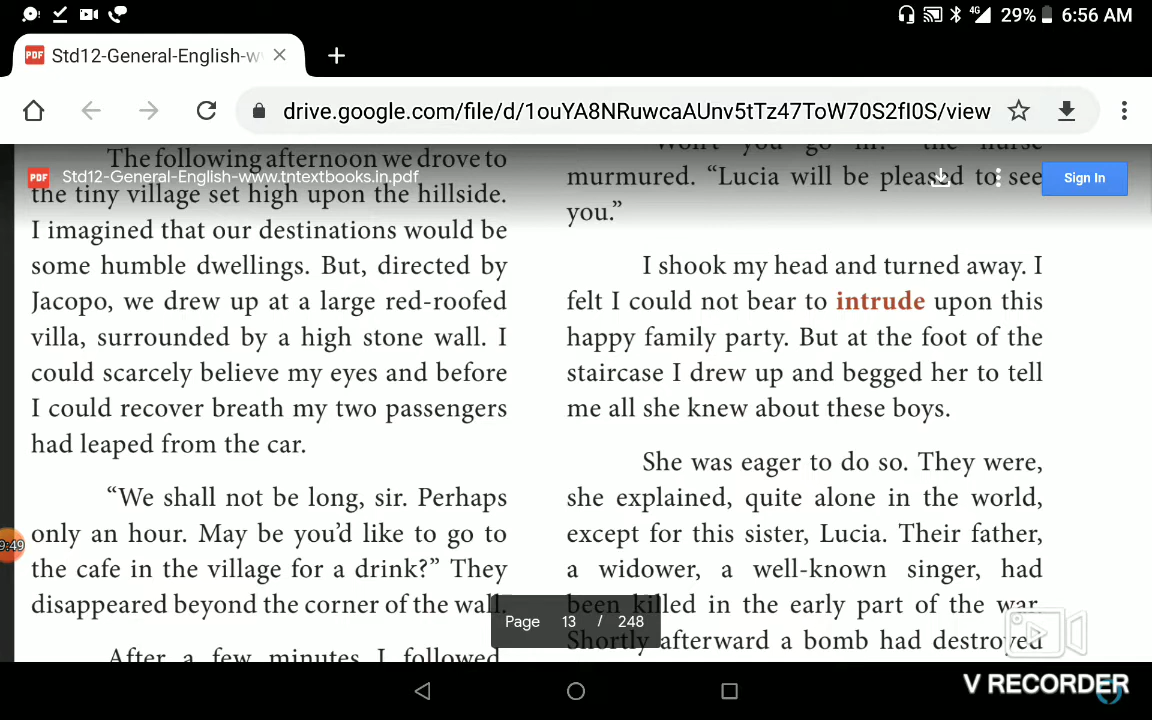 4G 29% 6:56 AM
PDF Std12-General-English-w
drive.google.com/file/d/1ouYA8NRuwcaAUnv5tTz47ToW70S2fI0S/view
PDF Std12-General-English-www.tntextbooks.in.pdf
Sign In
The following afternoon we drove to
the tiny village set high upon the hillside.
I imagined that our destinations would be
some humble dwellings. But, directed by
Jacopo, we drew up at a large red-roofed
villa, surrounded by a high stone wall. I
could scarcely believe my eyes and before
I could recover breath my two passengers
had leaped from the car.
“We shall not be long, sir. Perhaps
only an hour. May be you’d like to go to
the cafe in the village for a drink?” They
disappeared beyond the corner of the wall.
After a few minutes I followed
murmured. “Lucia will be pleased to see
you.”
I shook my head and turned away. I
felt I could not bear to intrude upon this
happy family party. But at the foot of the
staircase I drew up and begged her to tell
me all she knew about these boys.
She was eager to do so. They were,
she explained, quite alone in the world,
except for this sister, Lucia. Their father,
a widower, a well-known singer, had
been killed in the early part of the war.
Shortly afterward a bomb had destroyed
Page 13 / 248
9:49
V RECORDER